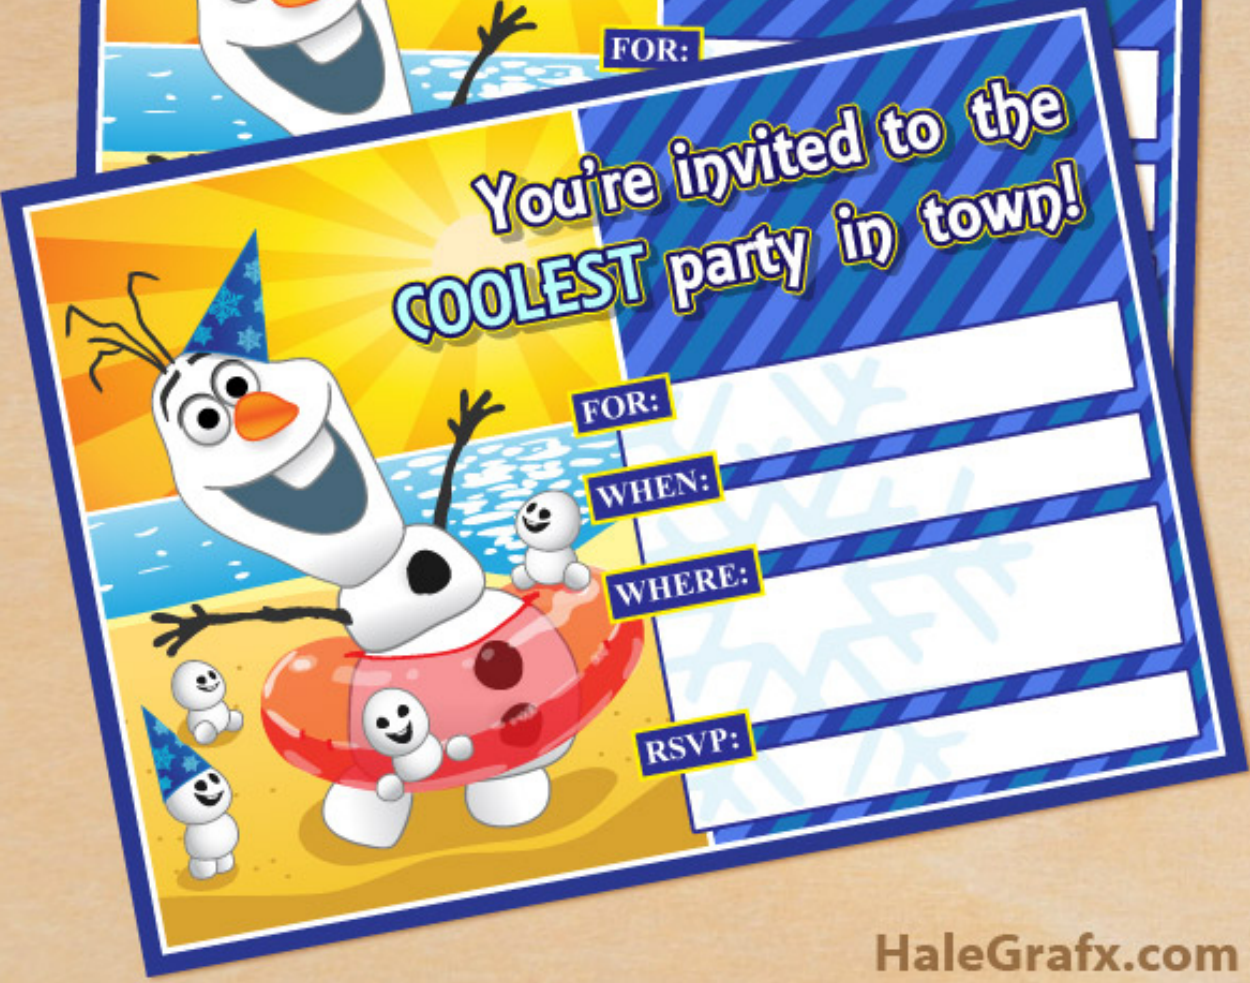 FOR:
You're invited to the
COOLEST party in town!
FOR:
WHEN:
WHERE:
RSVP:
HaleGrafx.com